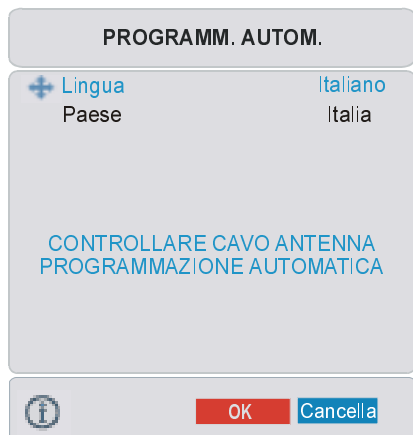 PROGRAMM. AUTOM.
Lingua Italiano
Paese Italia
CONTROLLARE CAVO ANTENNA
PROGRAMMAZIONE AUTOMATICA
OK Cancella